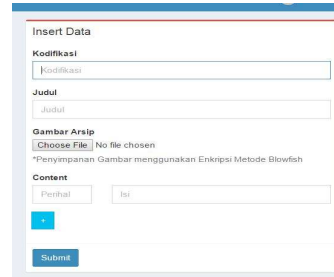 Insert Data
Kodifikasi
Kodifikasi
Judul
Judul
Gambar Arsip
Choose File No file chosen
*Penyimpanan Gambar menggunakan Enkripsi Metode Blowfish
Content
Perihal Isi
+
Submit